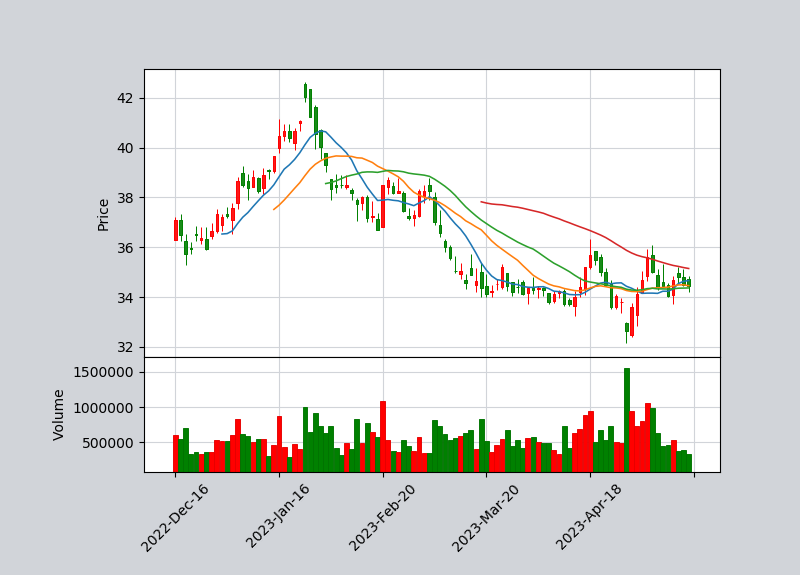 Price
42
40
38
36
34
32
Volume
1500000
1000000
500000
2022-Dec-16
2023-Jan-16
2023-Feb-20
2023-Mar-20
2023-Apr-18